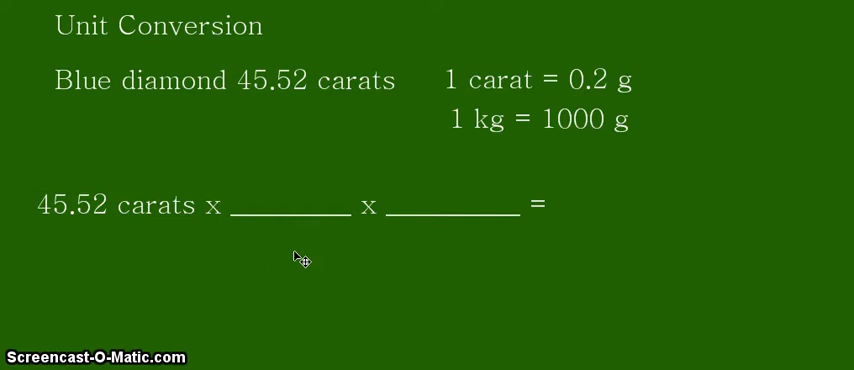 Unit Conversion
Blue diamond 45.52 carats 1 carat = 0.2 g
1 kg = 1000 g
45.52 carats x ________ x _________ =
Screencast-O-Matic.com